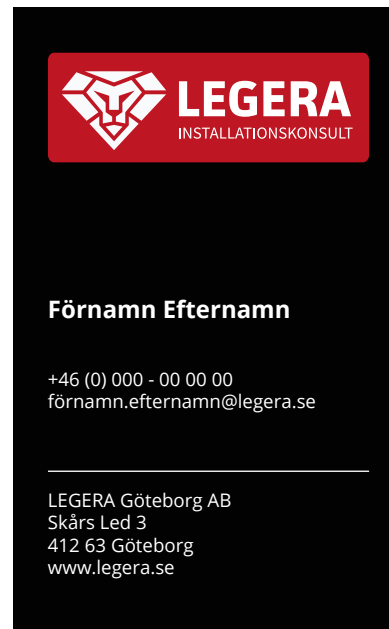 LEGERA
INSTALLATIONSKONSULT
Förnamn Efternamn
+46 (0) 000 - 00 00 00
förnamn.efternamn@legera.se
LEGERA Göteborg AB
Skårs Led 3
412 63 Göteborg
www.legera.se